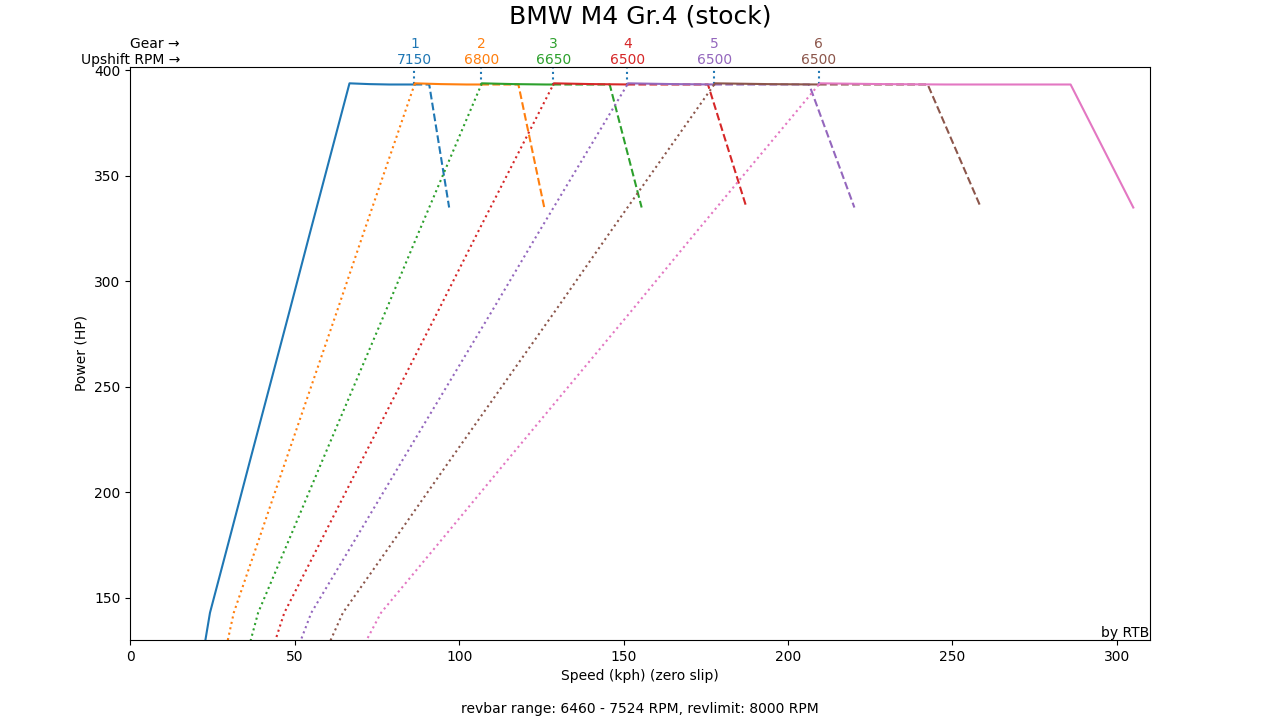 BMW M4 Gr.4 (stock)
Gear → 1 2 3 4 5 6
Upshift RPM → 7150 6800 6650 6500 6500 6500
400
350
300
250
200
150
Power (HP)
by RTB
0 50 100 150 200 250 300
Speed (kph) (zero slip)
revbar range: 6460 - 7524 RPM, revlimit: 8000 RPM